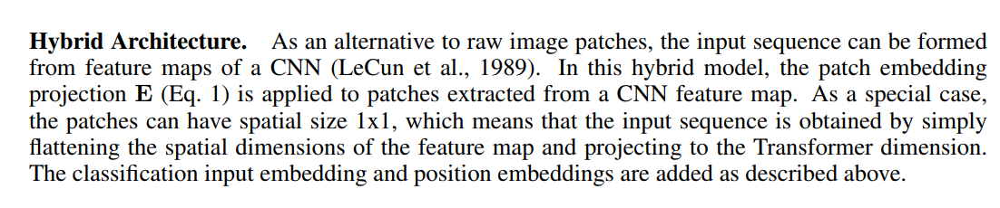 Hybrid Architecture. As an alternative to raw image patches, the input sequence can be formed
from feature maps of a CNN (LeCun et al., 1989). In this hybrid model, the patch embedding
projection E (Eq. 1) is applied to patches extracted from a CNN feature map. As a special case,
the patches can have spatial size 1x1, which means that the input sequence is obtained by simply
flattening the spatial dimensions of the feature map and projecting to the Transformer dimension.
The classification input embedding and position embeddings are added as described above.